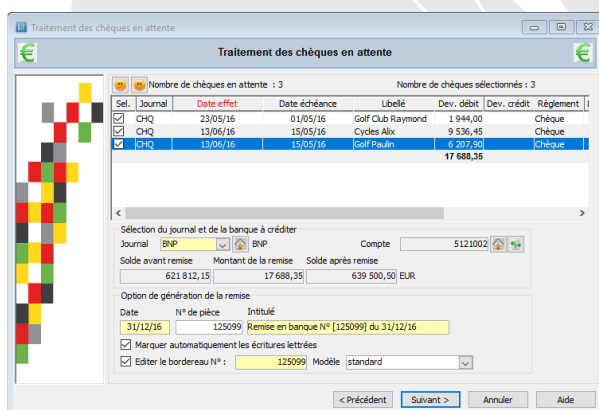 Traitement des chèques en attente
Traitement des chèques en attente
Nombre de chèques en attente : 3 Nombre de chèques sélectionnés : 3
Sel. Journal Date effet Date échéance Libellé Dev. débit Dev. crédit Règlement
CHQ 23/05/16 01/05/16 Golf Club Raymond 1 944,00 Chèque
CHQ 13/06/16 15/05/16 Cycles Alix 9 536,45 Chèque
CHQ 13/06/16 15/05/16 Golf Paulin 6 207,90 Chèque
17 688,35
Sélection du journal et de la banque à créditer
Journal BNP BNP Compte 5121002
Solde avant remise Montant de la remise Solde après remise
621 812,15 17 688,35 639 500,50 EUR
Option de génération de la remise
Date N° de pièce Intitulé
31/12/16 125099 Remise en banque N° [125099] du 31/12/16
Marquer automatiquement les écritures lettrées
Editer le bordereau N° : 125099 Modèle standard
< Précédent Suivant > Annuler Aide